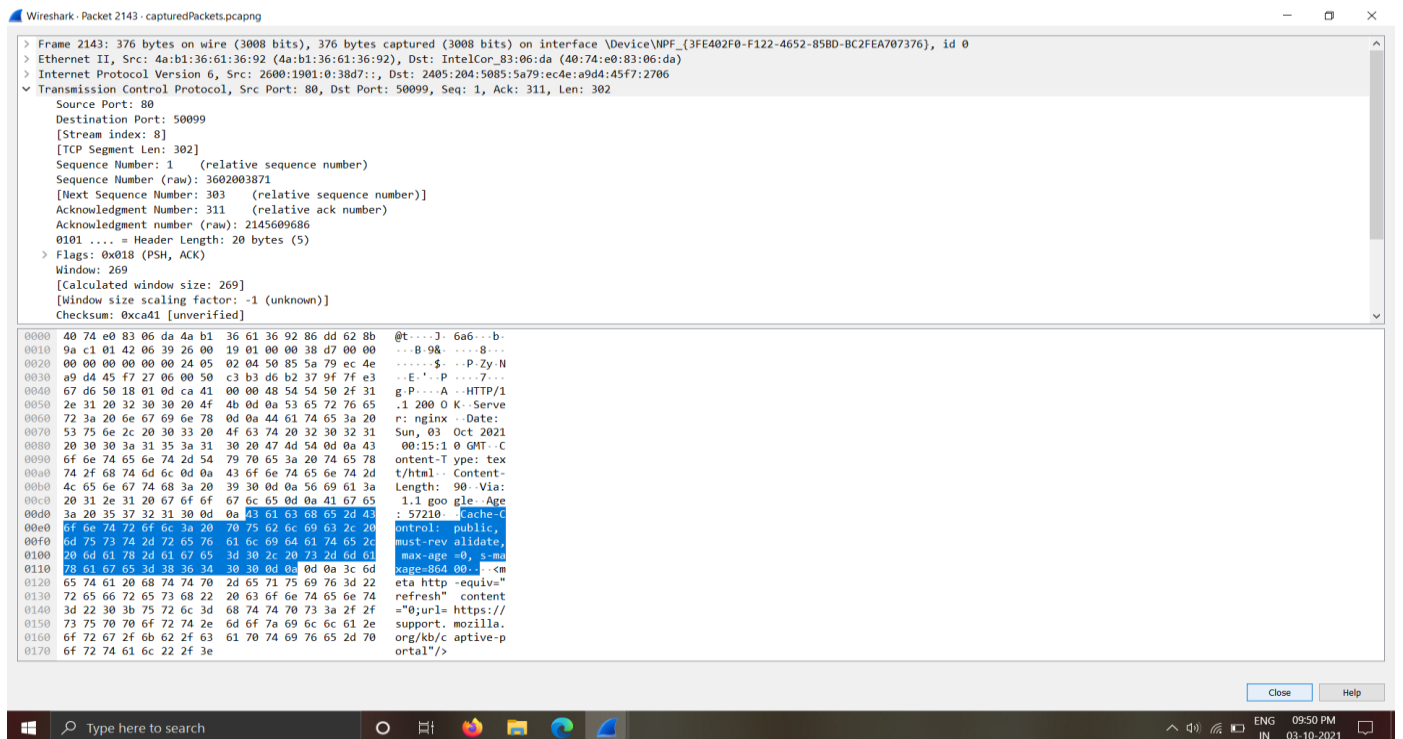 Wireshark · Packet 2143 · capturedPackets.pcapng
> Frame 2143: 376 bytes on wire (3008 bits), 376 bytes captured (3008 bits) on interface \Device\NPF_{3FE402F0-F122-4652-85BD-BC2FEA707376}, id 0
> Ethernet II, Src: 4a:b1:36:61:36:92 (4a:b1:36:61:36:92), Dst: IntelCor_83:06:da (40:74:e0:83:06:da)
> Internet Protocol Version 6, Src: 2600:1901:0:38d7::, Dst: 2405:204:5085:5a79:ec4e:a9d4:45f7:2706
Transmission Control Protocol, Src Port: 80, Dst Port: 50099, Seq: 1, Ack: 311, Len: 302
Source Port: 80
Destination Port: 50099
[Stream index: 8]
[TCP Segment Len: 302]
Sequence Number: 1 (relative sequence number)
Sequence Number (raw): 3602003871
[Next Sequence Number: 303 (relative sequence number)]
Acknowledgment Number: 311 (relative ack number)
Acknowledgment number (raw): 2145609686
0101 .... = Header Length: 20 bytes (5)
> Flags: 0x018 (PSH, ACK)
Window: 269
[Calculated window size: 269]
[Window size scaling factor: -1 (unknown)]
Checksum: 0xca41 [unverified]
0000 40 74 e0 83 06 da 4a b1 36 61 36 92 86 dd 62 8b @t····J· 6a6···b·
0010 9a c1 01 42 06 39 26 00 19 01 00 00 38 d7 00 00 ···B·9&· ····8···
0020 00 00 00 00 00 00 24 05 02 04 50 85 5a 79 ec 4e ······$· ··P·Zy·N
0030 a9 d4 45 f7 27 06 00 50 c3 b3 d6 b2 37 9f 7f e3 ··E·'··P ····7···
0040 67 d6 50 18 01 0d ca 41 00 00 48 54 54 50 2f 31 g·P····A ··HTTP/1
0050 2e 31 20 32 30 30 20 4f 4b 0d 0a 53 65 72 76 65 .1 200 O K··Serve
0060 72 3a 20 6e 67 69 6e 78 0d 0a 44 61 74 65 3a 20 r: nginx ··Date:
0070 53 75 6e 2c 20 30 33 20 4f 63 74 20 32 30 32 31 Sun, 03 Oct 2021
0080 20 30 30 3a 31 35 3a 31 30 20 47 4d 54 0d 0a 43 00:15:1 0 GMT··C
0090 6f 6e 74 65 6e 74 2d 54 79 70 65 3a 20 74 65 78 ontent-T ype: tex
00a0 74 2f 68 74 6d 6c 0d 0a 43 6f 6e 74 65 6e 74 2d t/html·· Content-
00b0 4c 65 6e 67 74 68 3a 20 39 30 0d 0a 56 69 61 3a Length: 90··Via:
00c0 20 31 2e 31 20 67 6f 6f 67 6c 65 0d 0a 41 67 65 1.1 goo gle··Age
00d0 3a 20 35 37 32 31 30 0d 0a 43 61 63 68 65 2d 43 : 57210· ·Cache-C
00e0 6f 6e 74 72 6f 6c 3a 20 70 75 62 6c 69 63 2c 20 ontrol: public,
00f0 6d 75 73 74 2d 72 65 76 61 6c 69 64 61 74 65 2c must-rev alidate,
0100 20 6d 61 78 2d 61 67 65 3d 30 2c 20 73 2d 6d 61 max-age =0, s-ma
0110 78 61 67 65 3d 38 36 34 30 30 0d 0a 0d 0a 3c 6d xage=864 00····<m
0120 65 74 61 20 68 74 74 70 2d 65 71 75 69 76 3d 22 eta http -equiv="
0130 72 65 66 72 65 73 68 22 20 63 6f 6e 74 65 6e 74 refresh" content
0140 3d 22 30 3b 75 72 6c 3d 68 74 74 70 73 3a 2f 2f ="0;url= https://
0150 73 75 70 70 6f 72 74 2e 6d 6f 7a 69 6c 6c 61 2e support. mozilla.
0160 6f 72 67 2f 6b 62 2f 63 61 70 74 69 76 65 2d 70 org/kb/c aptive-p
0170 6f 72 74 61 6c 22 2f 3e ortal"/>
Close Help
Type here to search
ENG 09:50 PM
IN 03-10-2021